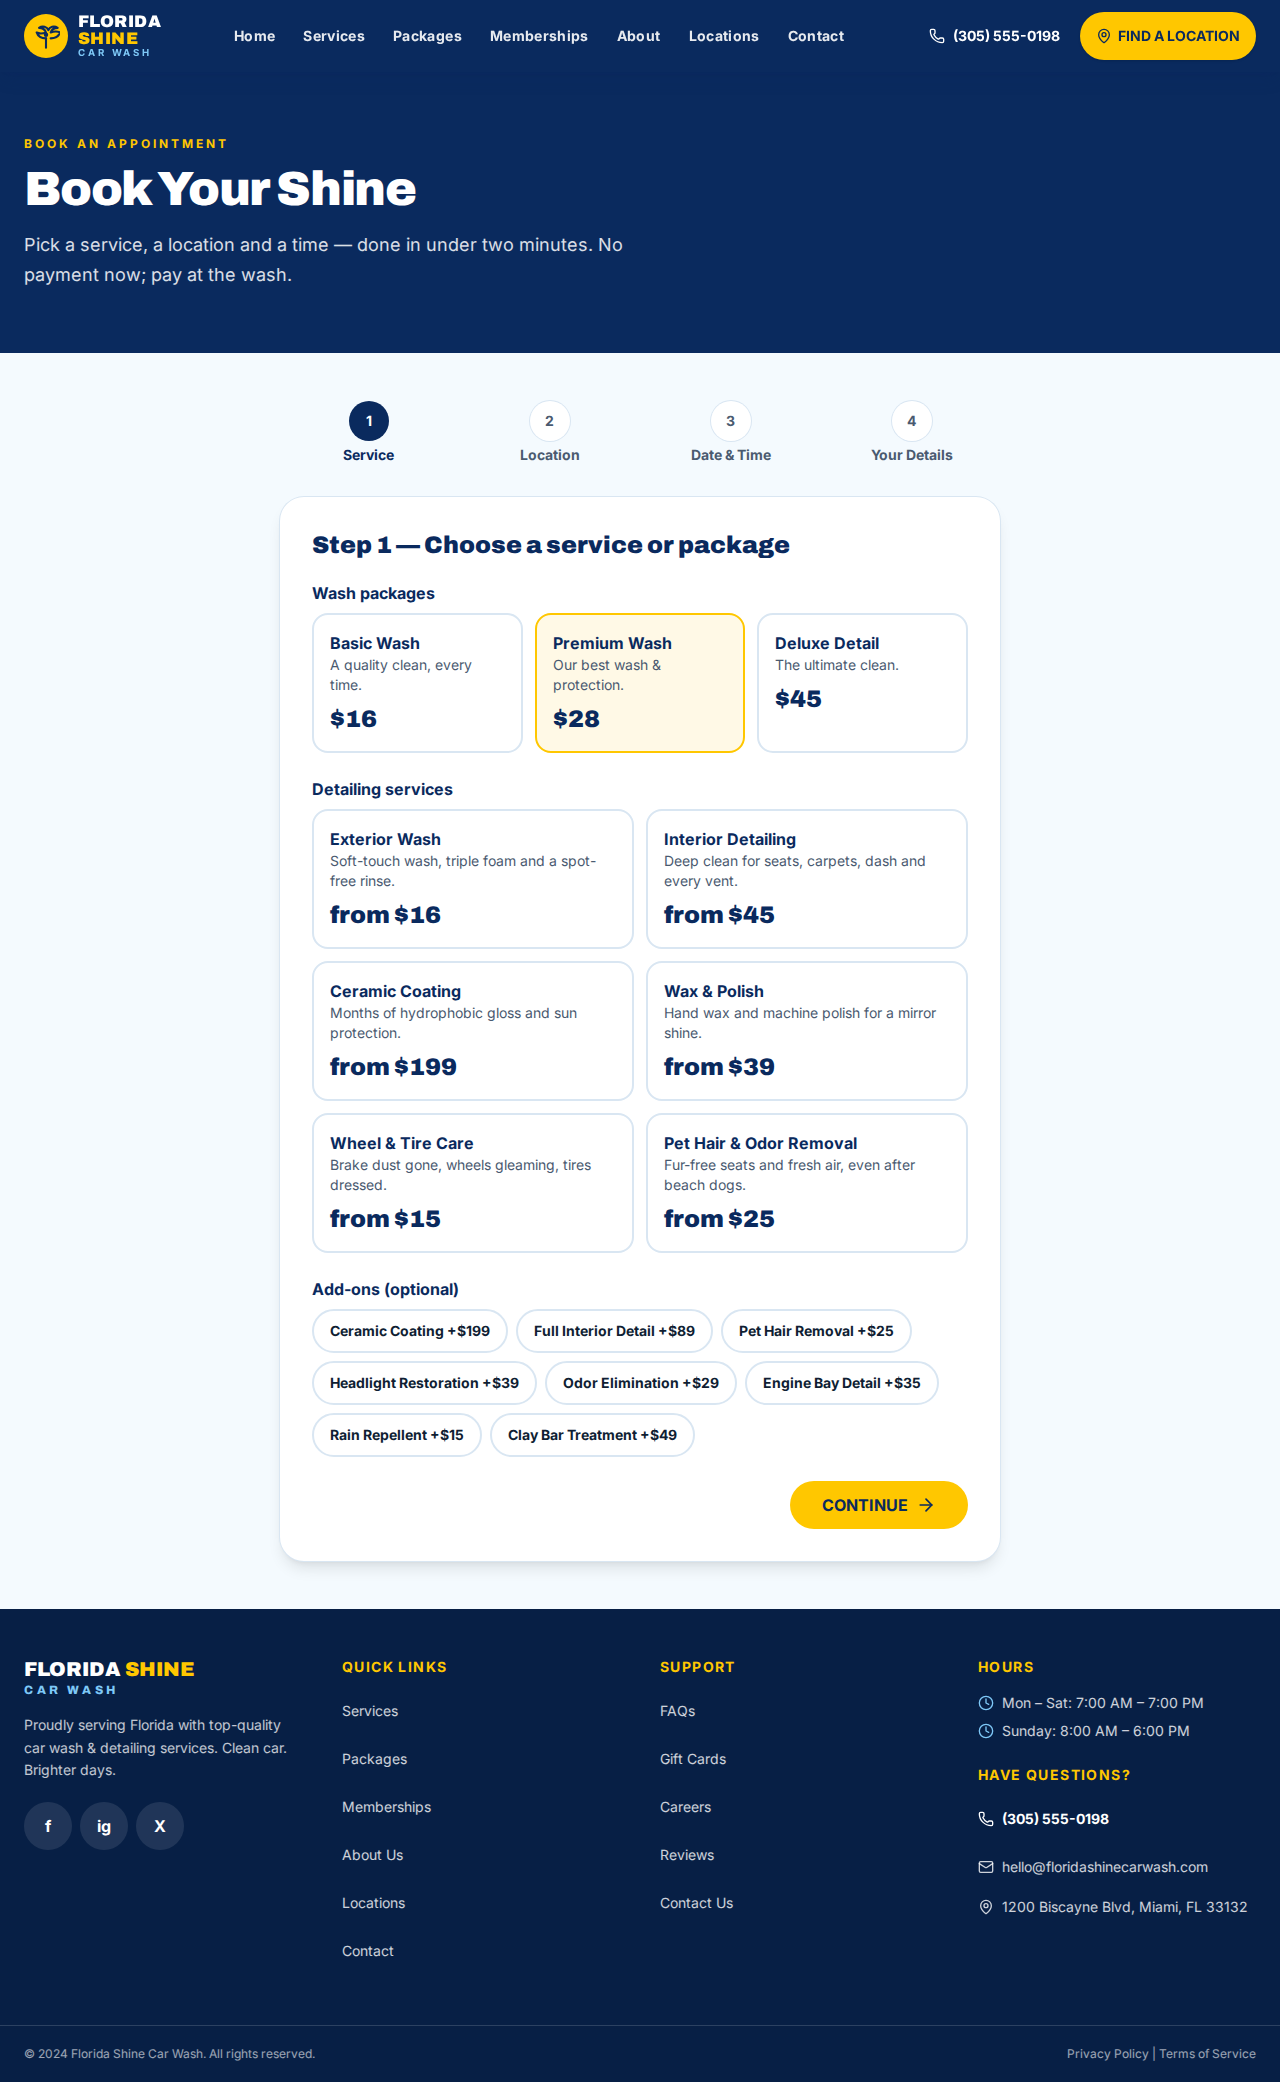 FLORIDA
SHINE
CAR WASH
Home
Services
Packages
Memberships
About
Locations
Contact
(305) 555-0198
FIND A LOCATION
BOOK AN APPOINTMENT
Book Your Shine
Pick a service, a location and a time — done in under two minutes. No
payment now; pay at the wash.
1
Service
2
Location
3
Date & Time
4
Your Details
Step 1 — Choose a service or package
Wash packages
Basic Wash
A quality clean, every
time.
$16
Premium Wash
Our best wash &
protection.
$28
Deluxe Detail
The ultimate clean.
$45
Detailing services
Exterior Wash
Soft-touch wash, triple foam and a spot-
free rinse.
from $16
Interior Detailing
Deep clean for seats, carpets, dash and
every vent.
from $45
Ceramic Coating
Months of hydrophobic gloss and sun
protection.
from $199
Wax & Polish
Hand wax and machine polish for a mirror
shine.
from $39
Wheel & Tire Care
Brake dust gone, wheels gleaming, tires
dressed.
from $15
Pet Hair & Odor Removal
Fur-free seats and fresh air, even after
beach dogs.
from $25
Add-ons (optional)
Ceramic Coating +$199
Full Interior Detail +$89
Pet Hair Removal +$25
Headlight Restoration +$39
Odor Elimination +$29
Engine Bay Detail +$35
Rain Repellent +$15
Clay Bar Treatment +$49
CONTINUE
FLORIDA SHINE
CAR WASH
Proudly serving Florida with top-quality
car wash & detailing services. Clean car.
Brighter days.
f
ig
X
QUICK LINKS
Services
Packages
Memberships
About Us
Locations
Contact
SUPPORT
FAQs
Gift Cards
Careers
Reviews
Contact Us
HOURS
Mon – Sat: 7:00 AM – 7:00 PM
Sunday: 8:00 AM – 6:00 PM
HAVE QUESTIONS?
(305) 555-0198
hello@floridashinecarwash.com
1200 Biscayne Blvd, Miami, FL 33132
© 2024 Florida Shine Car Wash. All rights reserved.
Privacy Policy | Terms of Service